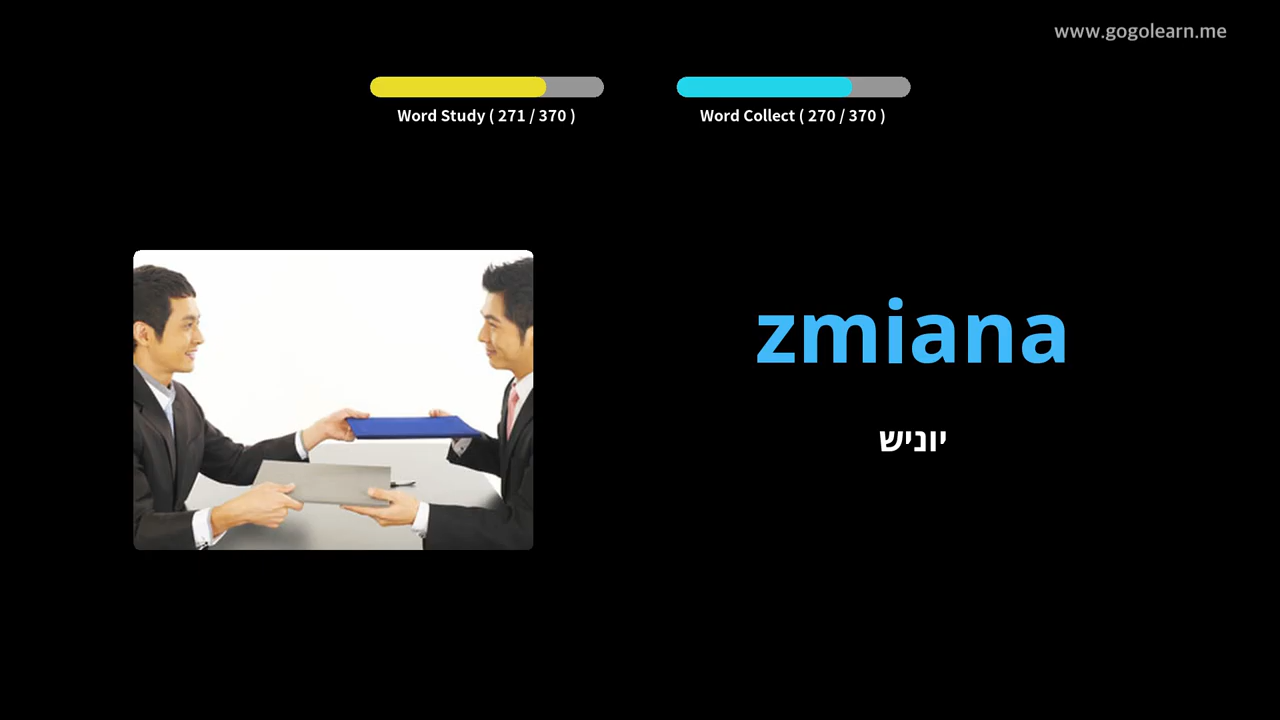 www.gogolearn.me
Word Study ( 271 / 370 )
Word Collect ( 270 / 370 )
zmiana
יוניש